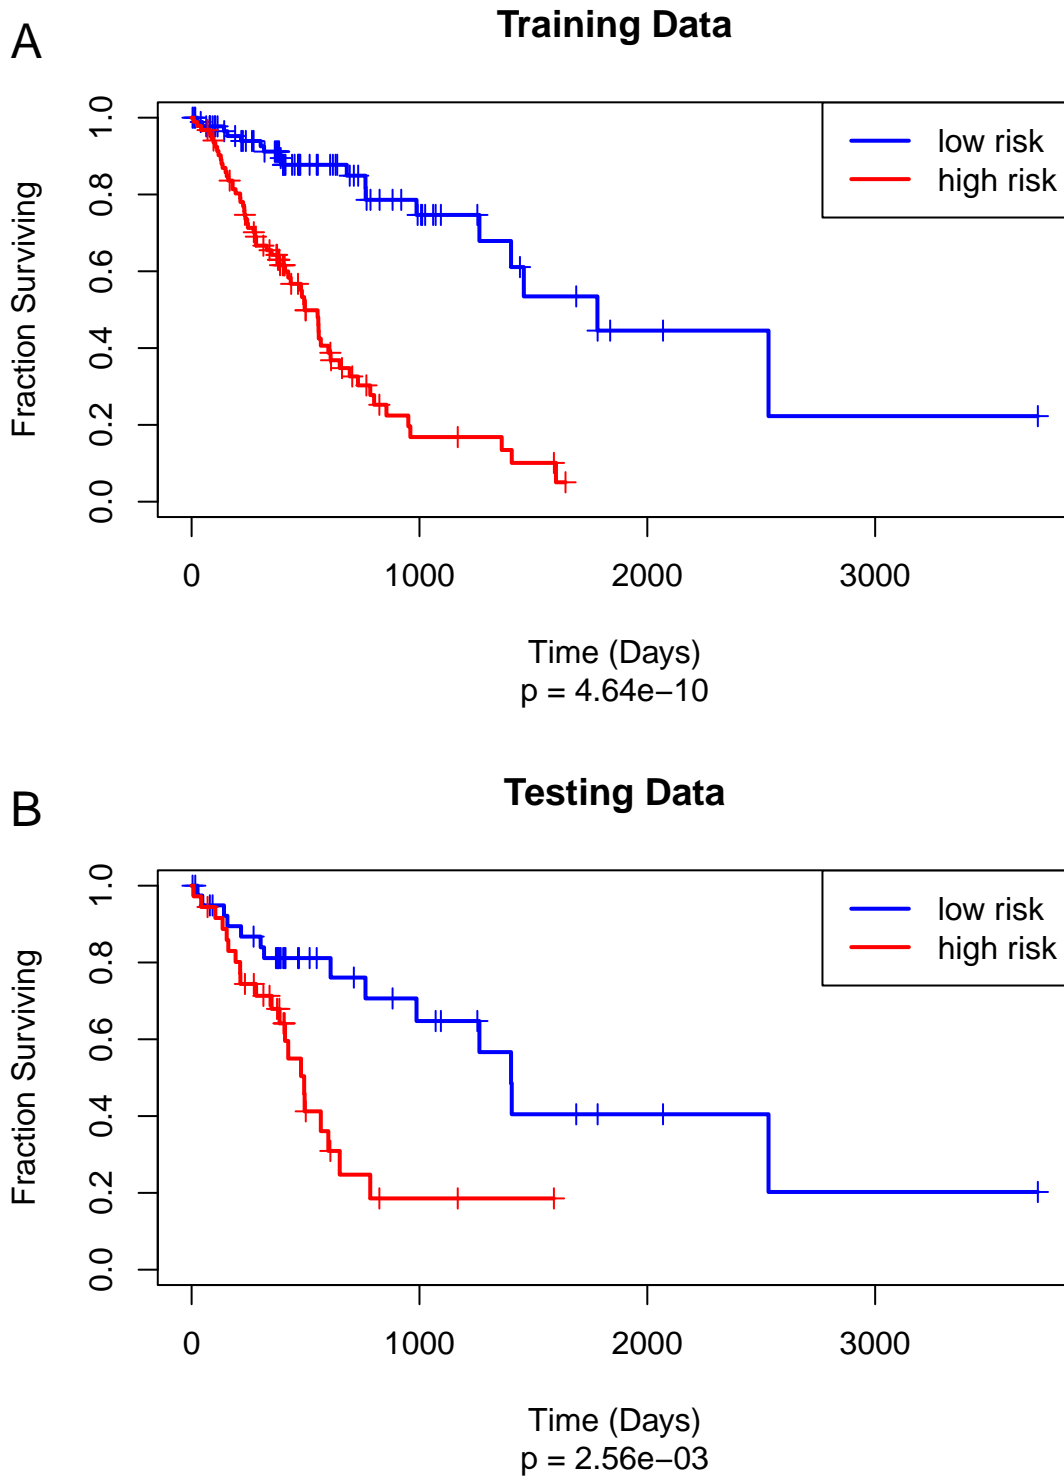 A
Training Data
Fraction Surviving
1.0
0.8
0.6
0.4
0.2
0.0
low risk
high risk
0 1000 2000 3000
Time (Days)
p = 4.64e−10
B
Testing Data
Fraction Surviving
1.0
0.8
0.6
0.4
0.2
0.0
low risk
high risk
0 1000 2000 3000
Time (Days)
p = 2.56e−03